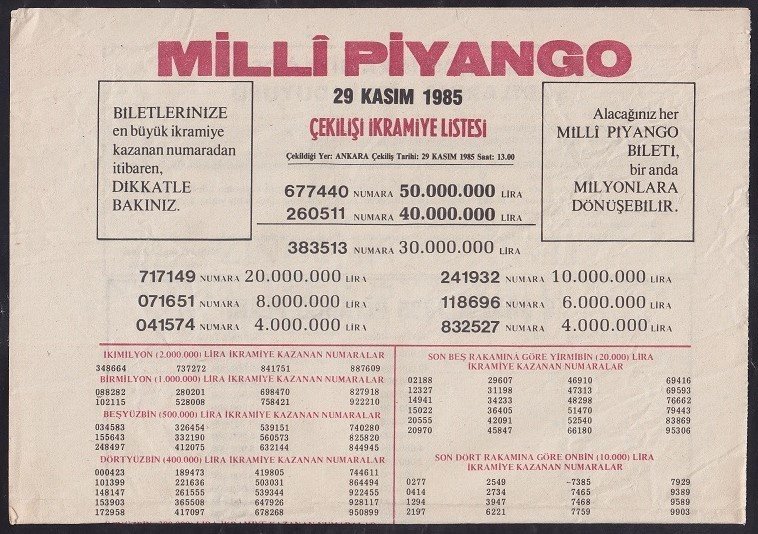 MİLLÎ PİYANGO
29 KASIM 1985
ÇEKİLİŞİ İKRAMİYE LİSTESİ
Çekildiği Yer: ANKARA Çekiliş Tarihi: 29 KASIM 1985 Saat: 13.00
BİLETLERİNİZE
en büyük ikramiye
kazanan numaradan
itibaren,
DİKKATLE
BAKINIZ.
Alacağınız her
MİLLÎ PİYANGO
BİLETİ,
bir anda
MİLYONLARA
DÖNÜŞEBİLİR.
677440 NUMARA 50.000.000 LİRA
260511 NUMARA 40.000.000 LİRA
383513 NUMARA 30.000.000 LİRA
717149 NUMARA 20.000.000 LİRA 241932 NUMARA 10.000.000 LİRA
071651 NUMARA 8.000.000 LİRA 118696 NUMARA 6.000.000 LİRA
041574 NUMARA 4.000.000 LİRA 832527 NUMARA 4.000.000 LİRA
İKİMİLYON (2.000.000) LİRA İKRAMİYE KAZANAN NUMARALAR
348664 737272 841751 887609
BİRMİLYON (1.000.000) LİRA İKRAMİYE KAZANAN NUMARALAR
088282 280201 698470 827918
102115 528008 758421 922210
BEŞYÜZBİN (500.000) LİRA İKRAMİYE KAZANAN NUMARALAR
034583 326454 539151 740280
155643 332190 560573 825820
248497 412075 632144 844945
DÖRTYÜZBİN (400.000) LİRA İKRAMİYE KAZANAN NUMARALAR
000423 189473 419805 744611
101399 221636 503031 864494
148147 261555 539344 922455
153903 365508 647926 928117
172958 417097 678268 950899
SON BEŞ RAKAMINA GÖRE YİRMİBİN (20.000) LİRA
İKRAMİYE KAZANAN NUMARALAR
02188 29607 46910 69416
12327 31198 47313 69593
14941 34233 48298 76662
15022 36405 51470 79443
20555 42091 52540 83869
20970 45847 66180 95306
SON DÖRT RAKAMINA GÖRE ONBİN (10.000) LİRA
İKRAMİYE KAZANAN NUMARALAR
0277 2549 -7385 7929
0414 2734 7465 9389
1294 3947 7468 9589
2197 6221 7759 9903